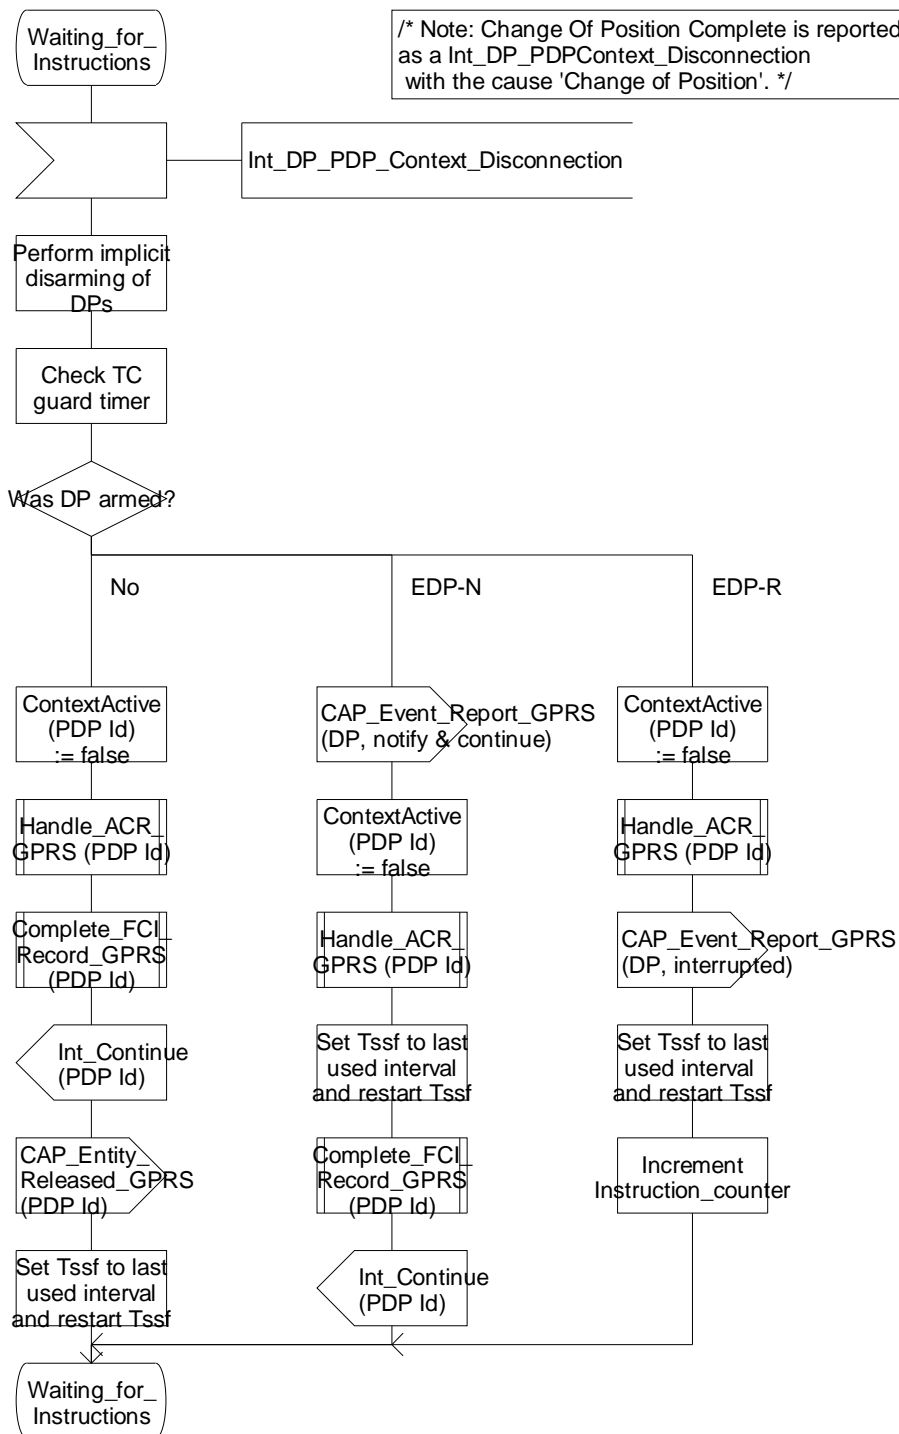 Waiting_for_
Instructions
/* Note: Change Of Position Complete is reported
as a Int_DP_PDPContext_Disconnection
with the cause 'Change of Position'. */
Int_DP_PDP_Context_Disconnection
Perform implicit
disarming of
DPs
Check TC
guard timer
Was DP armed?
No
EDP-N
EDP-R
ContextActive
(PDP Id)
:= false
Handle_ACR_
GPRS (PDP Id)
Complete_FCI_
Record_GPRS
(PDP Id)
Int_Continue
(PDP Id)
CAP_Entity_
Released_GPRS
(PDP Id)
Set Tssf to last
used interval
and restart Tssf
CAP_Event_Report_GPRS
(DP, notify & continue)
ContextActive
(PDP Id)
:= false
Handle_ACR_
GPRS (PDP Id)
Set Tssf to last
used interval
and restart Tssf
Complete_FCI_
Record_GPRS
(PDP Id)
Int_Continue
(PDP Id)
ContextActive
(PDP Id)
:= false
Handle_ACR_
GPRS (PDP Id)
CAP_Event_Report_GPRS
(DP, interrupted)
Set Tssf to last
used interval
and restart Tssf
Increment
Instruction_counter
Waiting_for_
Instructions